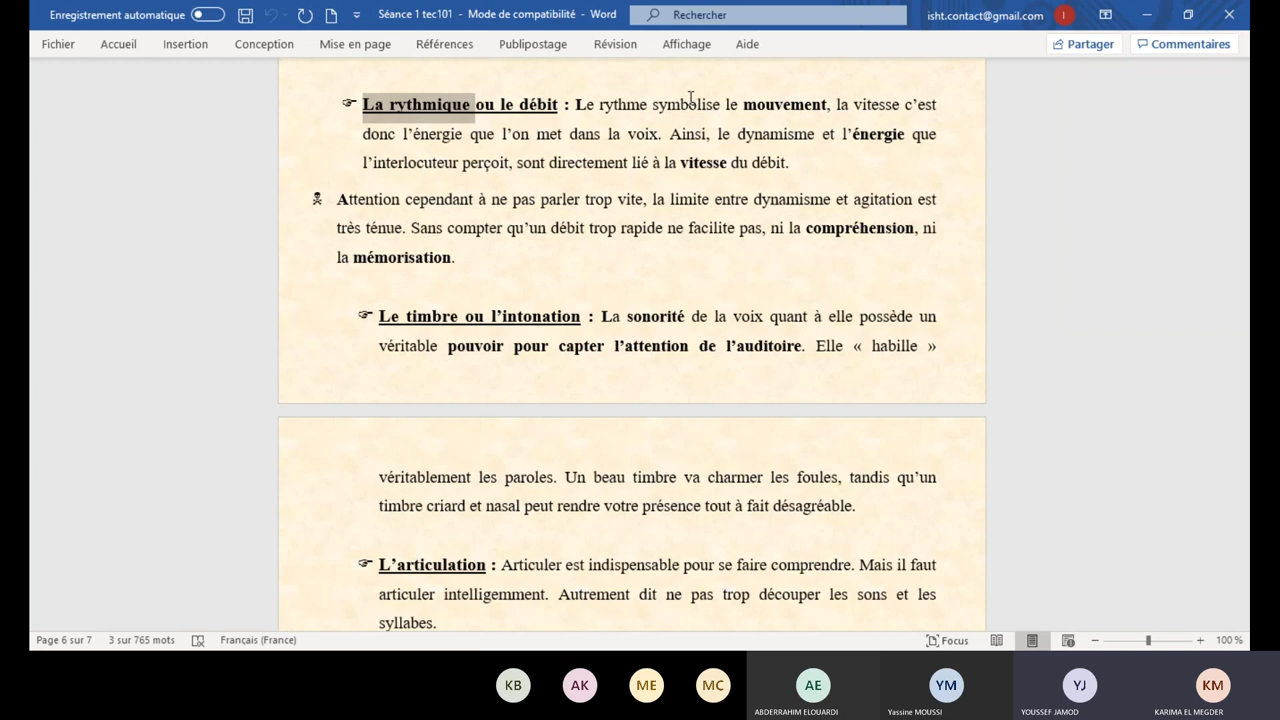 Enregistrement automatique
Séance 1 tec101 - Mode de compatibilité - Word
Rechercher
isht.contact@gmail.com
I
Fichier Accueil Insertion Conception Mise en page Références Publipostage Révision Affichage Aide
Partager
Commentaires
La rythmique ou le débit : Le rythme symbolise le mouvement, la vitesse c’est
donc l’énergie que l’on met dans la voix. Ainsi, le dynamisme et l’énergie que
l’interlocuteur perçoit, sont directement lié à la vitesse du débit.
Attention cependant à ne pas parler trop vite, la limite entre dynamisme et agitation est
très ténue. Sans compter qu’un débit trop rapide ne facilite pas, ni la compréhension, ni
la mémorisation.
Le timbre ou l’intonation : La sonorité de la voix quant à elle possède un
véritable pouvoir pour capter l’attention de l’auditoire. Elle « habille »
véritablement les paroles. Un beau timbre va charmer les foules, tandis qu’un
timbre criard et nasal peut rendre votre présence tout à fait désagréable.
L’articulation : Articuler est indispensable pour se faire comprendre. Mais il faut
articuler intelligemment. Autrement dit ne pas trop découper les sons et les
syllabes.
Page 6 sur 7 3 sur 765 mots Français (France)
Focus
100 %
KB AK ME MC AE YM YJ KM
ABDERRAHIM ELOUARDI Yassine MOUSSI YOUSSEF JAMOD KARIMA EL MEGDER